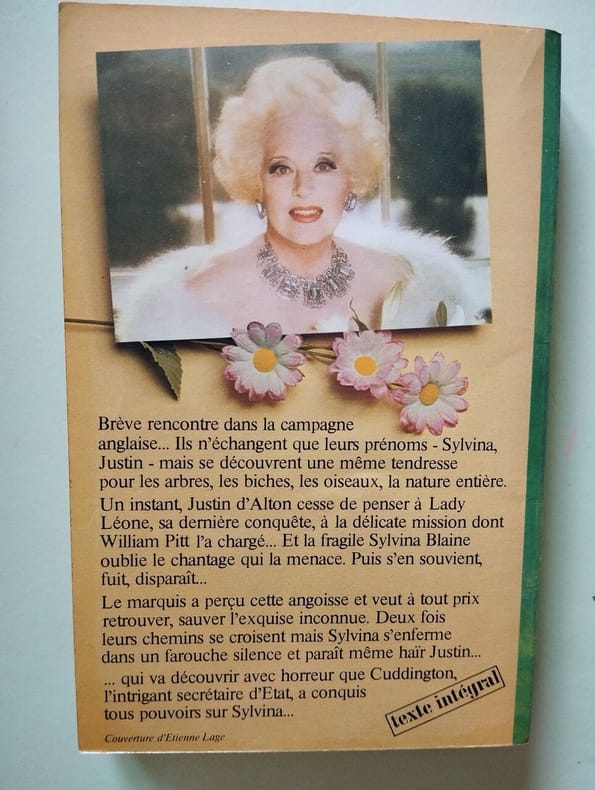 Brève rencontre dans la campagne
anglaise... Ils n'échangent que leurs prénoms - Sylvina,
Justin - mais se découvrent une même tendresse
pour les arbres, les biches, les oiseaux, la nature entière.
Un instant, Justin d'Alton cesse de penser à Lady
Léone, sa dernière conquête, à la délicate mission dont
William Pitt l'a chargé... Et la fragile Sylvina Blaine
oublie le chantage qui la menace. Puis s'en souvient,
fuit, disparaît...
Le marquis a perçu cette angoisse et veut à tout prix
retrouver, sauver l'exquise inconnue. Deux fois
leurs chemins se croisent mais Sylvina s'enferme
dans un farouche silence et paraît même haïr Justin...
... qui va découvrir avec horreur que Cuddington,
l'intrigant secrétaire d'Etat, a conquis
tous pouvoirs sur Sylvina...
texte intégral
Couverture d'Etienne Lage